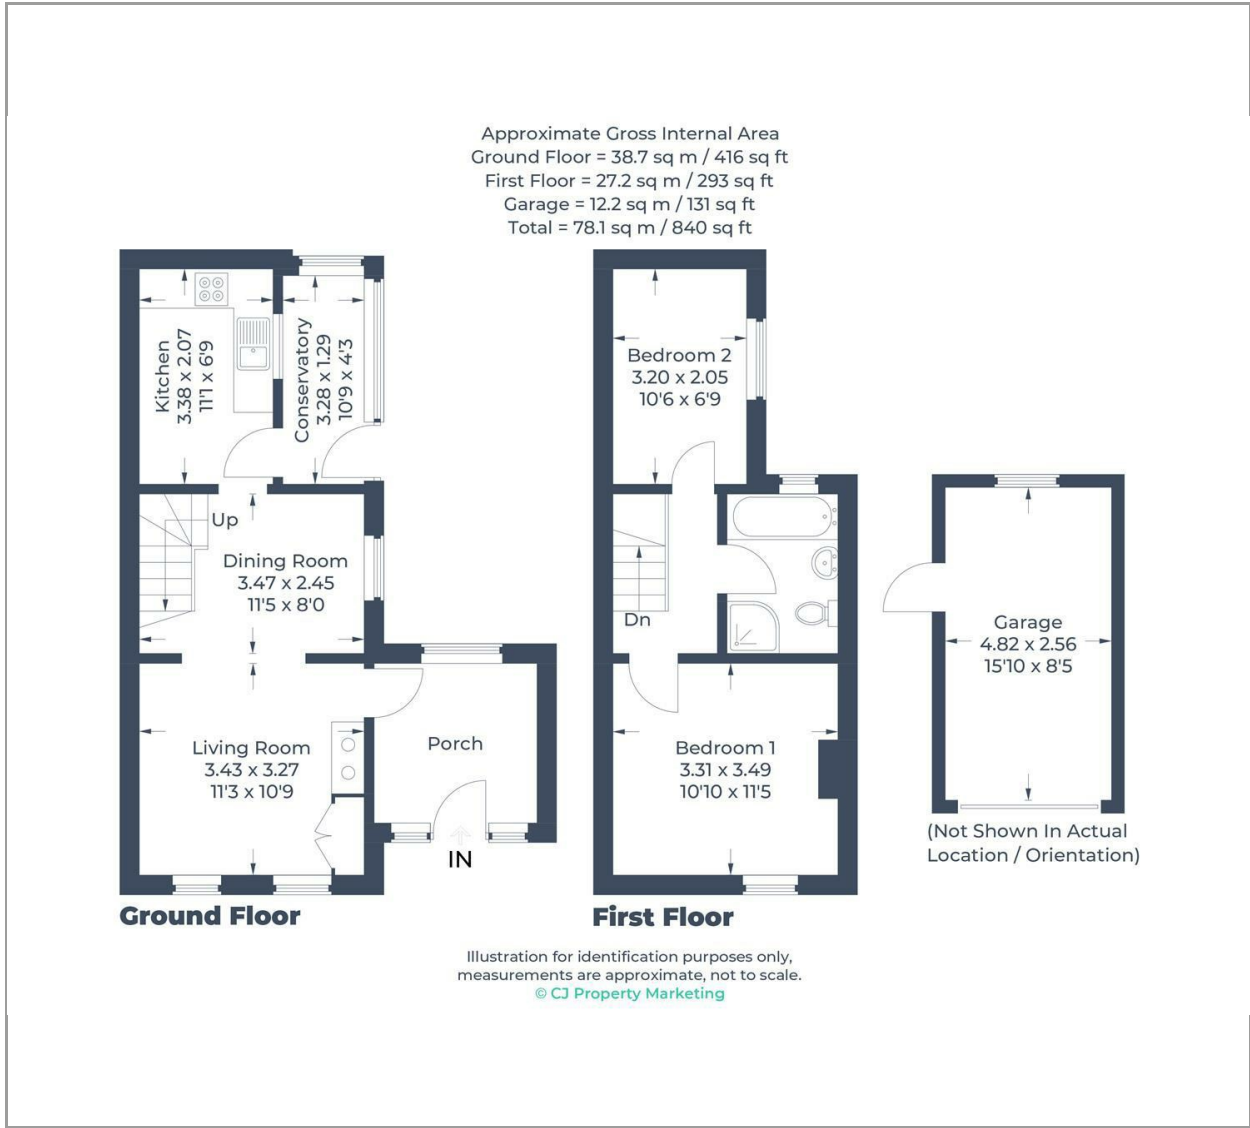 Approximate Gross Internal Area
Ground Floor = 38.7 sq m / 416 sq ft
First Floor = 27.2 sq m / 293 sq ft
Garage = 12.2 sq m / 131 sq ft
Total = 78.1 sq m / 840 sq ft
Kitchen
3.38 x 2.07
11'1 x 6'9
Conservatory
3.28 x 1.29
10'9 x 4'3
Up
Dining Room
3.47 x 2.45
11'5 x 8'0
Living Room
3.43 x 3.27
11'3 x 10'9
Porch
IN
Ground Floor
Bedroom 2
3.20 x 2.05
10'6 x 6'9
Dn
Bedroom 1
3.31 x 3.49
10'10 x 11'5
First Floor
Garage
4.82 x 2.56
15'10 x 8'5
(Not Shown In Actual
Location / Orientation)
Illustration for identification purposes only,
measurements are approximate, not to scale.
© CJ Property Marketing